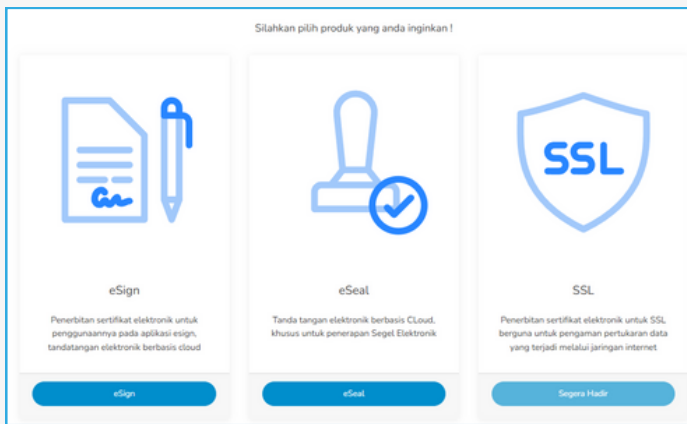 Silahkan pilih produk yang anda inginkan !
SSL
eSign
Penerbitan sertifikat elektronik untuk
penggunaannya pada aplikasi esign,
tandatangan elektronik berbasis cloud
eSign
eSeal
Tanda tangan elektronik berbasis CLoud,
khusus untuk penerapan Segel Elektronik
eSeal
SSL
Penerbitan sertifikat elektronik untuk SSL
berguna untuk pengaman pertukaran data
yang terjadi melalui jaringan internet
Segera Hadir